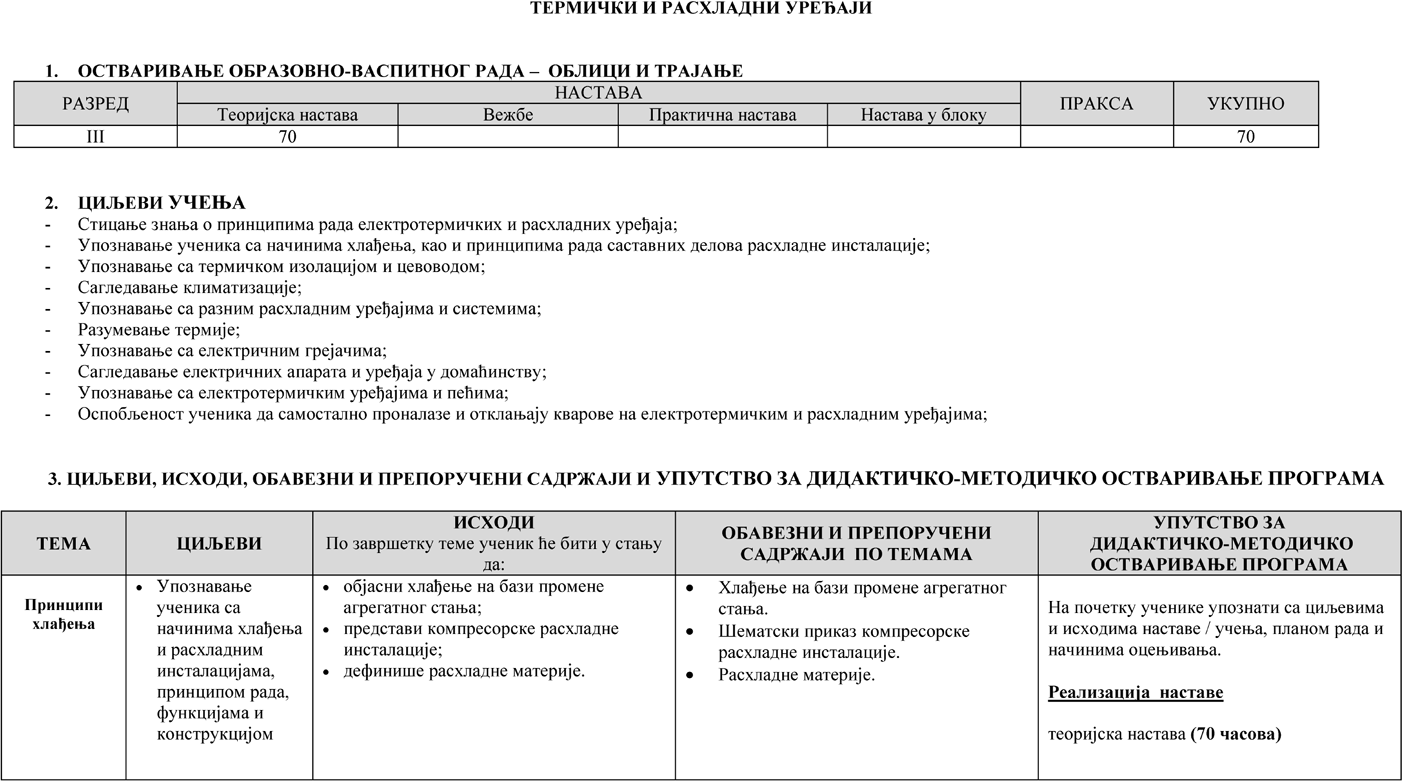 ТЕРМИЧКИ И РАСХЛАДНИ УРЕЂАЈИ
1. ОСТВАРИВАЊЕ ОБРАЗОВНО-ВАСПИТНОГ РАДА – ОБЛИЦИ И ТРАЈАЊЕ
РАЗРЕД
НАСТАВА
ПРАКСА
УКУПНО
Теоријска настава
Вежбе
Практична настава
Настава у блоку
III
70
70
2. ЦИЉЕВИ УЧЕЊА
- Стицање знања о принципима рада електротермичких и расхладних уређаја;
- Упознавање ученика са начинима хлађења, као и принципима рада саставних делова расхладне инсталације;
- Упознавање са термичком изолацијом и цевоводом;
- Сагледавање климатизације;
- Упознавање са разним расхладним уређајима и системима;
- Разумевање термије;
- Упознавање са електричним грејачима;
- Сагледавање електричних апарата и уређаја у домаћинству;
- Упознавање са електротермичким уређајима и пећима;
- Оспобљеност ученика да самостално проналазе и отклањају кварове на електротермичким и расхладним уређајима;
3. ЦИЉЕВИ, ИСХОДИ, ОБАВЕЗНИ И ПРЕПОРУЧЕНИ САДРЖАЈИ И УПУТСТВО ЗА ДИДАКТИЧКО-МЕТОДИЧКО ОСТВАРИВАЊЕ ПРОГРАМА
ТЕМА
ЦИЉЕВИ
ИСХОДИ
По завршетку теме ученик ће бити у стању
да:
ОБАВЕЗНИ И ПРЕПОРУЧЕНИ
САДРЖАЈИ ПО ТЕМАМА
УПУТСТВО ЗА
ДИДАКТИЧКО-МЕТОДИЧКО
ОСТВАРИВАЊЕ ПРОГРАМА
Принципи
хлађења
• Упознавање
ученика са
начинима хлађења
и расхладним
инсталацијама,
принципом рада,
функцијама и
конструкцијом
• објасни хлађење на бази промене
агрегатног стања;
• представи компресорске расхладне
инсталације;
• дефинише расхладне материје.
• Хлађење на бази промене агрегатног
стања.
• Шематски приказ компресорске
расхладне инсталације.
• Расхладне материје.
На почетку ученике упознати са циљевима
и исходима наставе / учења, планом рада и
начинима оцењивања.
Реализација наставе
теоријска настава (70 часова)